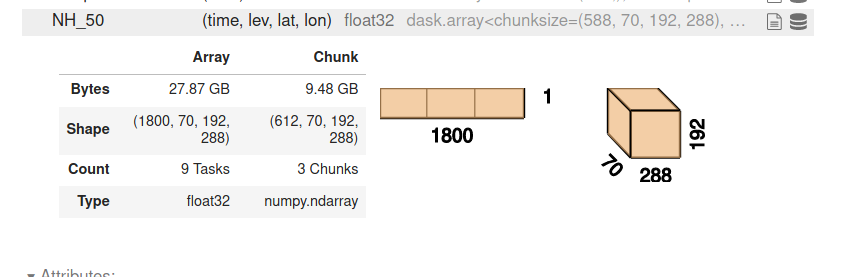 NH_50 (time, lev, lat, lon) float32 dask.array<chunksize=(588, 70, 192, 288), …
Array Chunk
Bytes 27.87 GB 9.48 GB
Shape (1800, 70, 192, 288) (612, 70, 192, 288)
Count 9 Tasks 3 Chunks
Type float32 numpy.ndarray
1
1800
70
288
192
Attributes: